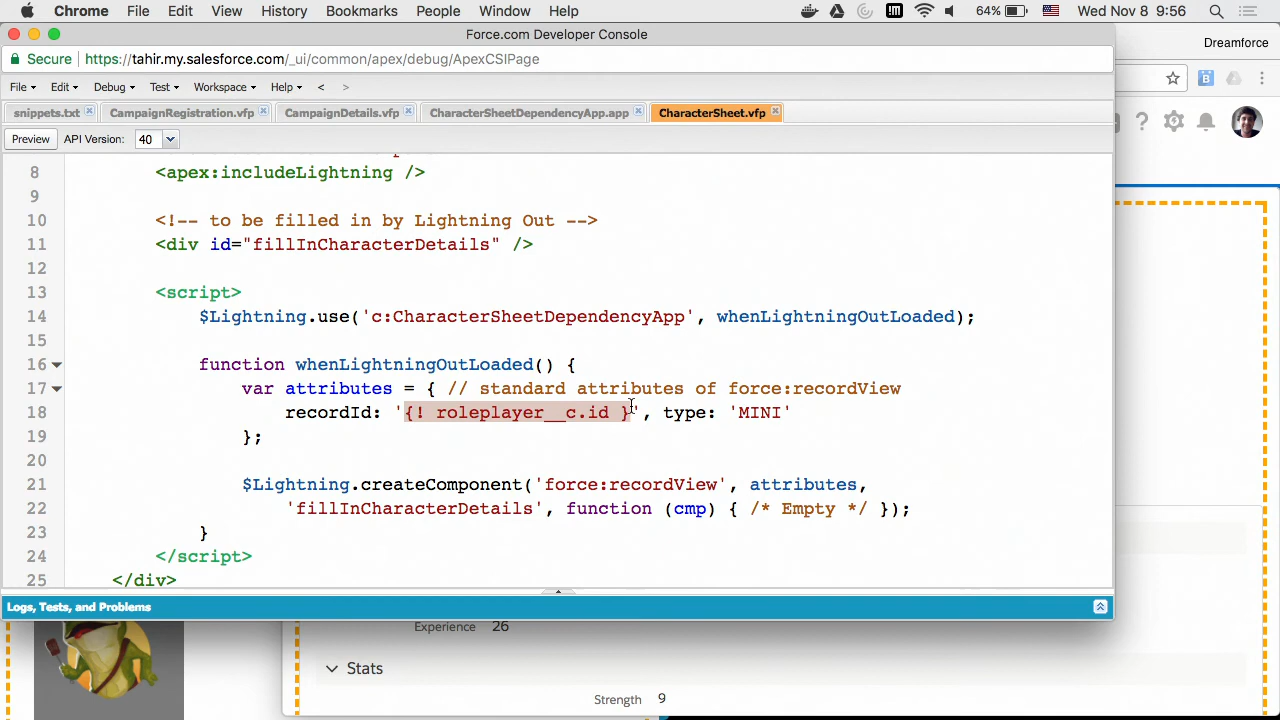 Chrome File Edit View History Bookmarks People Window Help 64% Wed Nov 8 9:56
Force.com Developer Console
Dreamforce
Secure https://tahir.my.salesforce.com/_ui/common/apex/debug/ApexCSIPage
File Edit Debug Test Workspace Help < >
snippets.txt CampaignRegistration.vfp CampaignDetails.vfp CharacterSheetDependencyApp.app CharacterSheet.vfp
Preview API Version: 40
8 <apex:includeLightning />
9
10 <!-- to be filled in by Lightning Out -->
11 <div id="fillInCharacterDetails" />
12
13 <script>
14 $Lightning.use('c:CharacterSheetDependencyApp', whenLightningOutLoaded);
15
16 function whenLightningOutLoaded() {
17 var attributes = { // standard attributes of force:recordView
18 recordId: '{! roleplayer__c.id }', type: 'MINI'
19 };
20
21 $Lightning.createComponent('force:recordView', attributes,
22 'fillInCharacterDetails', function (cmp) { /* Empty */ });
23 }
24 </script>
25 </div>
Logs, Tests, and Problems
Experience 26
Stats
Strength 9